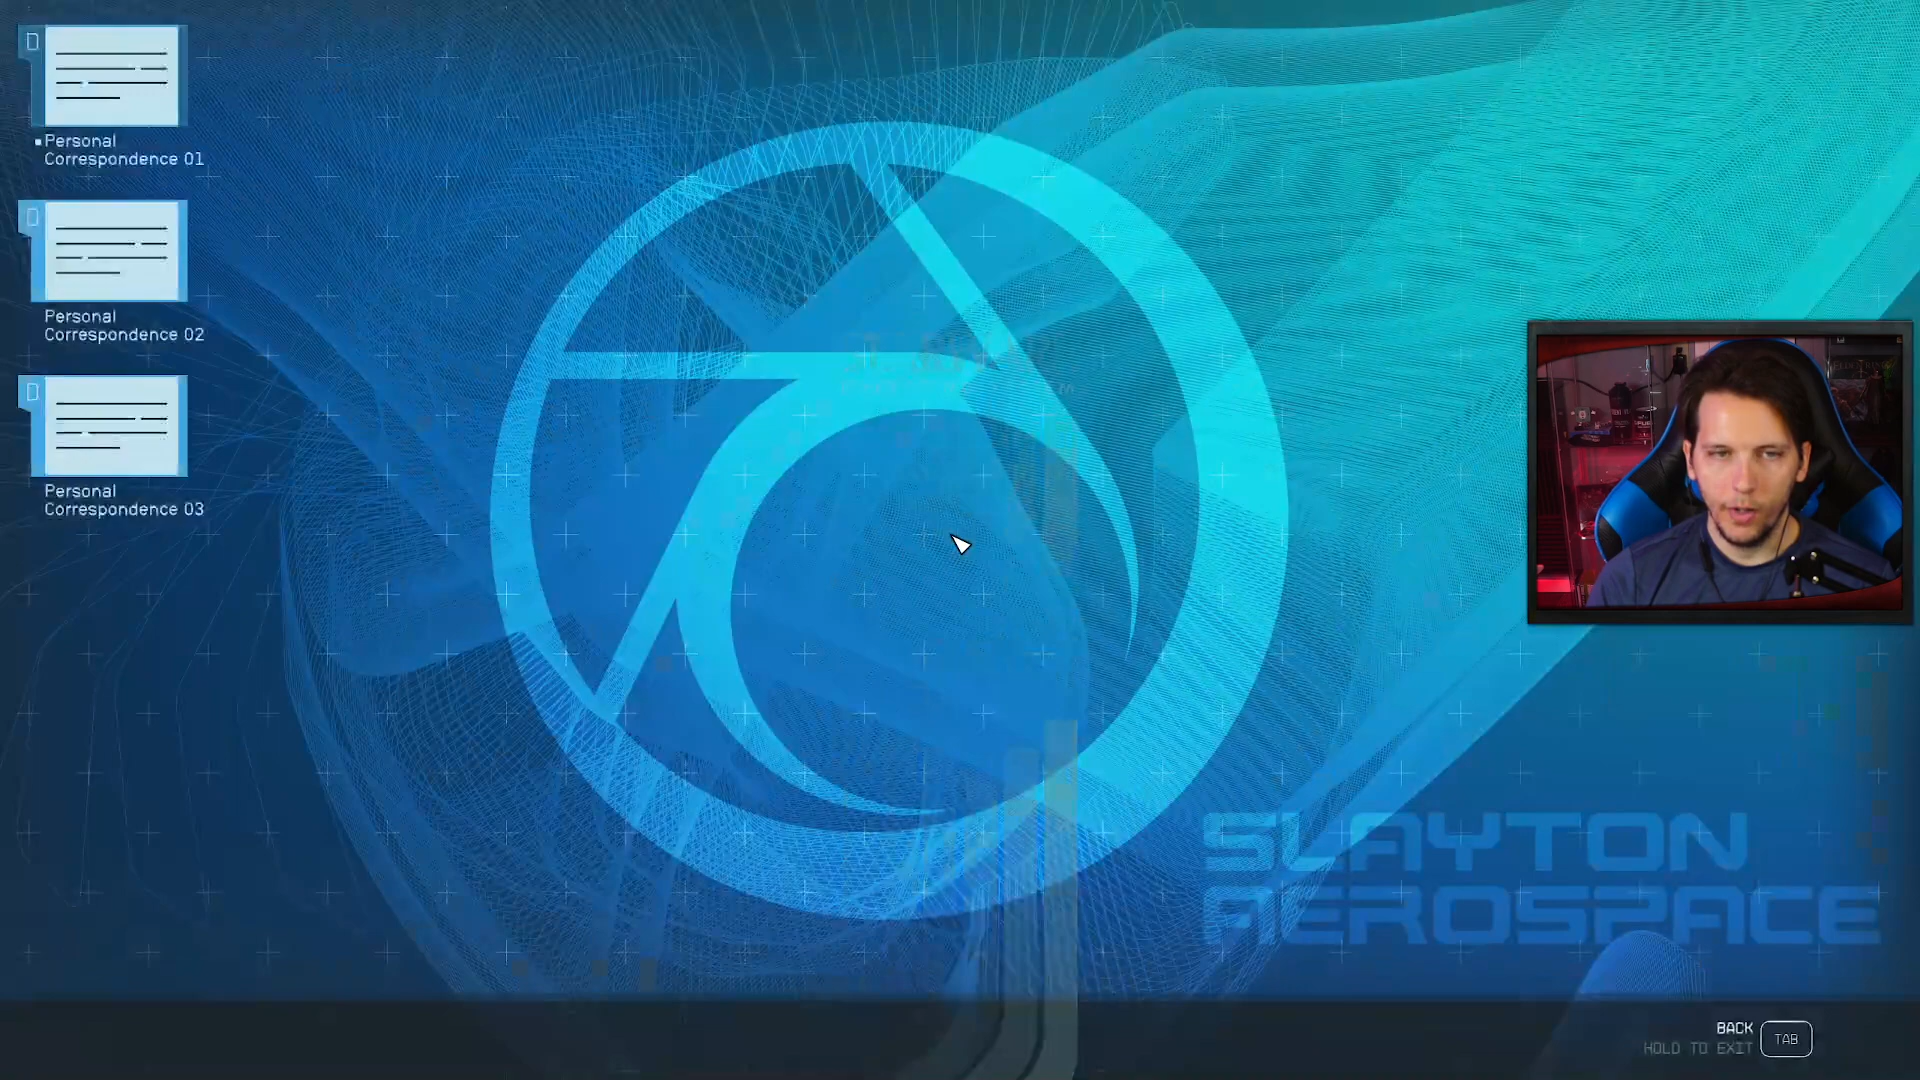 Personal
Correspondence 01
Personal
Correspondence 02
Personal
Correspondence 03
SLAYTON
AEROSPACE
BACK
HOLD TO EXIT
TAB